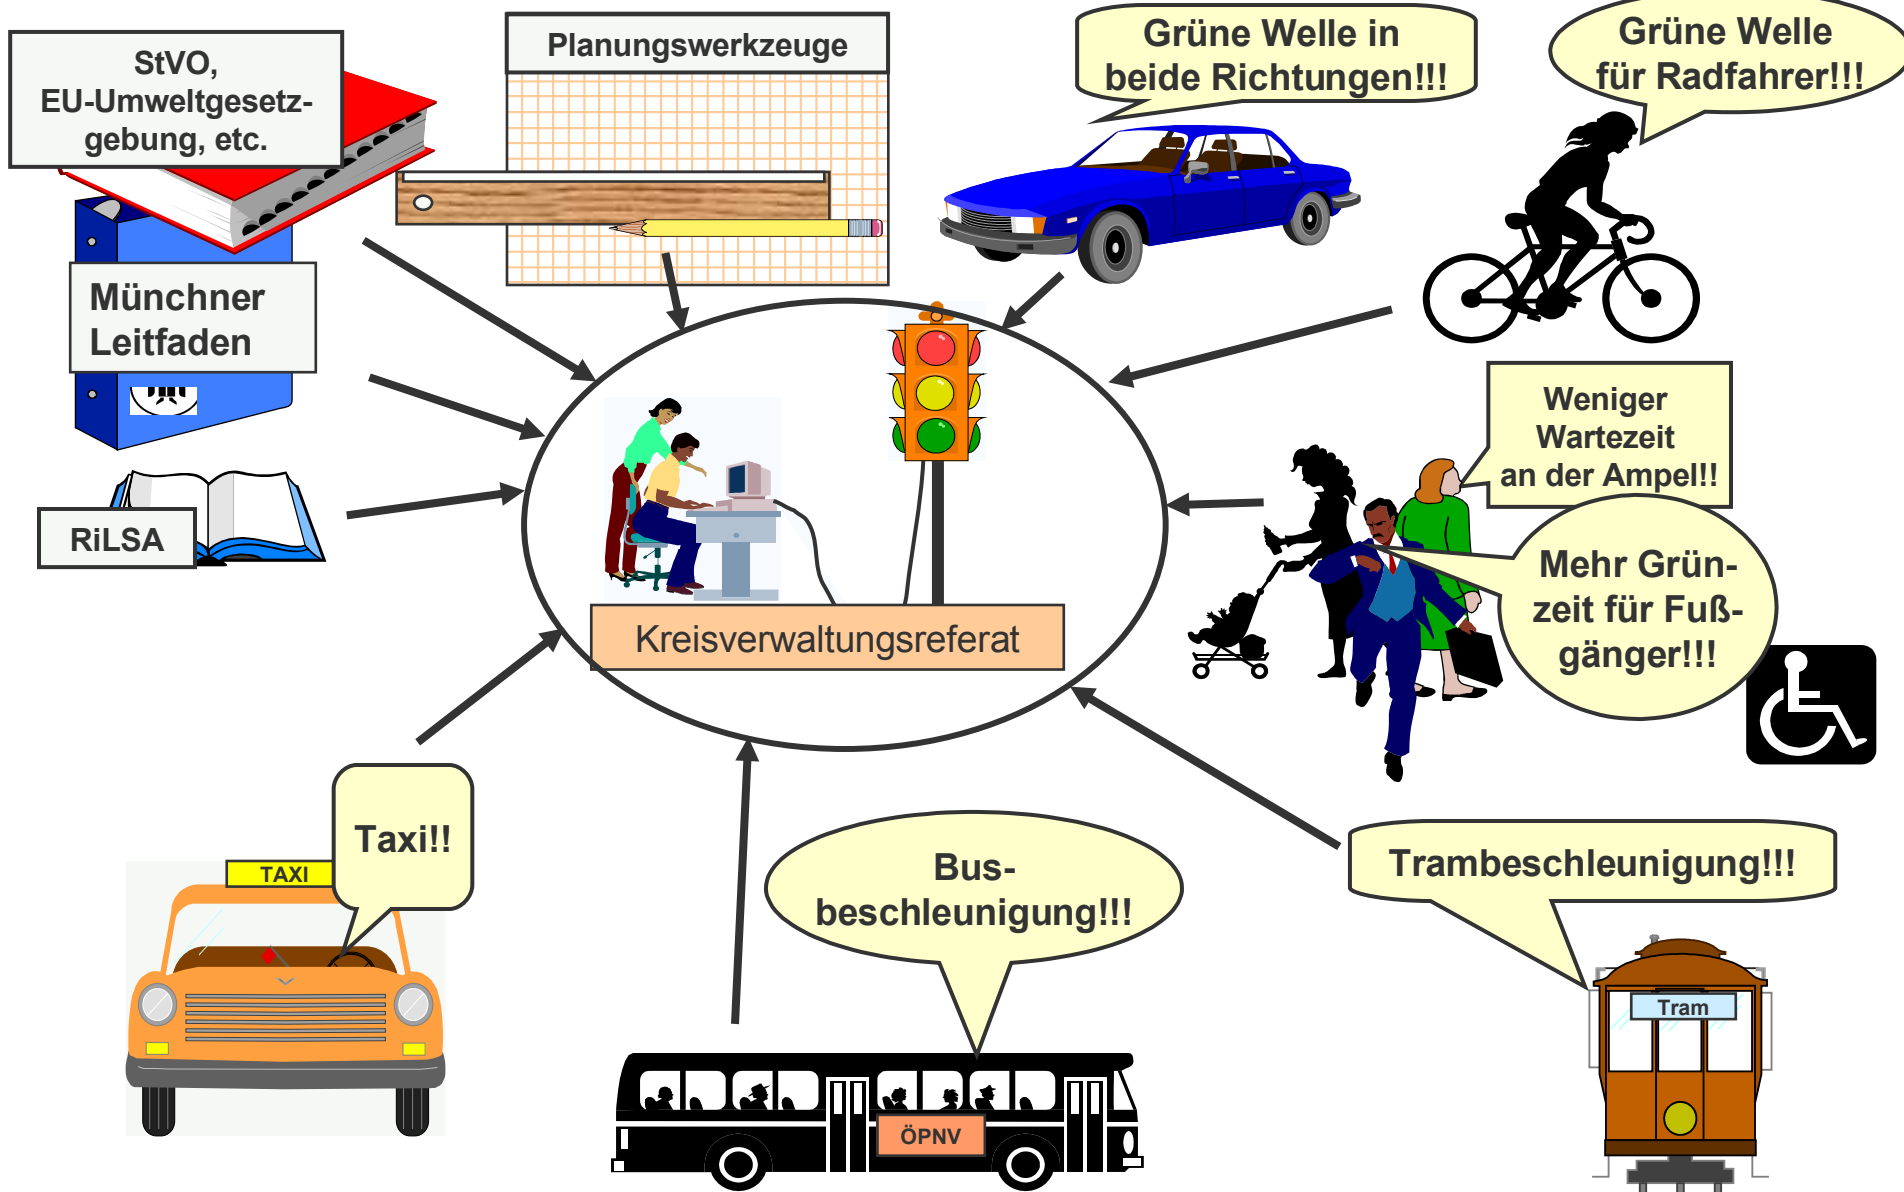 StVO,
EU-Umweltgesetz-
gebung, etc.
Planungswerkzeuge
Grüne Welle in
beide Richtungen!!!
Grüne Welle
für Radfahrer!!!
Münchner
Leitfaden
Weniger
Wartezeit
an der Ampel!!
RiLSA
Mehr Grün-
zeit für Fuß-
gänger!!!
Kreisverwaltungsreferat
Taxi!!
TAXI
Bus-
beschleunigung!!!
Trambeschleunigung!!!
Tram
ÖPNV